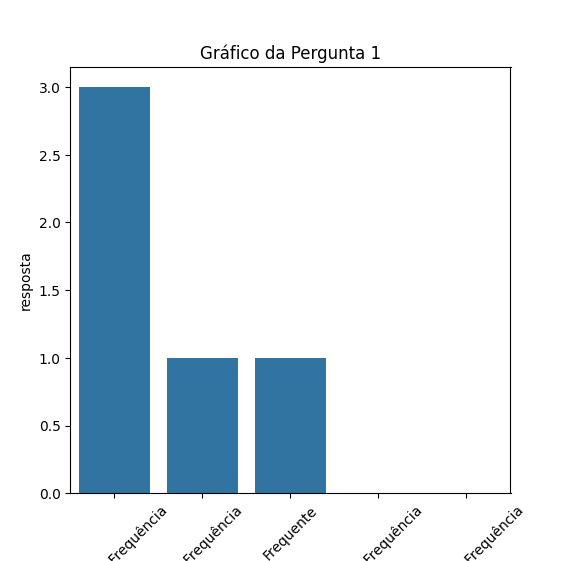 Gráfico da Pergunta 1
3.0
2.5
2.0
1.5
1.0
0.5
0.0
resposta
Frequência
Frequência
Frequente
Frequência
Frequência